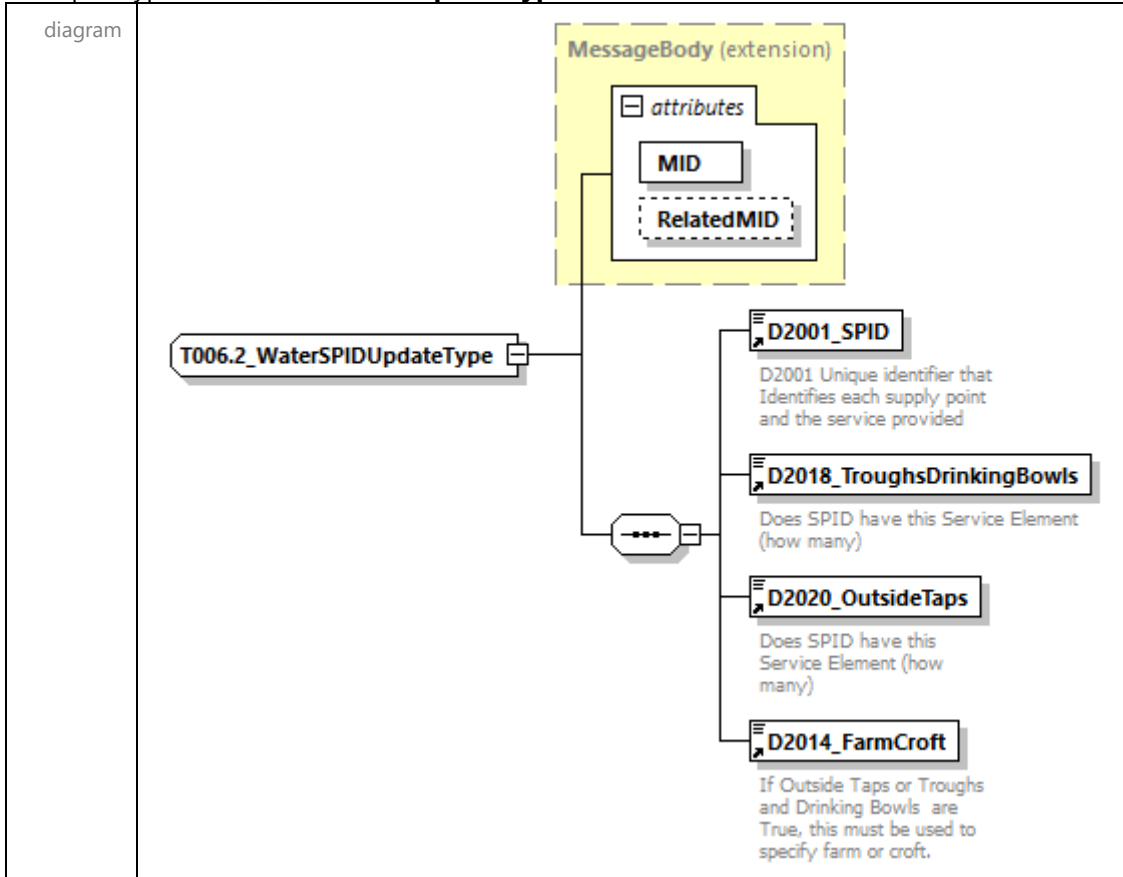 diagram
MessageBody (extension)
attributes
MID
RelatedMID
T006.2_WaterSPIDUpdateType
D2001_SPID
D2001 Unique identifier that
Identifies each supply point
and the service provided
D2018_TroughsDrinkingBowls
Does SPID have this Service Element
(how many)
D2020_OutsideTaps
Does SPID have this
Service Element (how
many)
D2014_FarmCroft
If Outside Taps or Troughs
and Drinking Bowls  are
True, this must be used to
specify farm or croft.